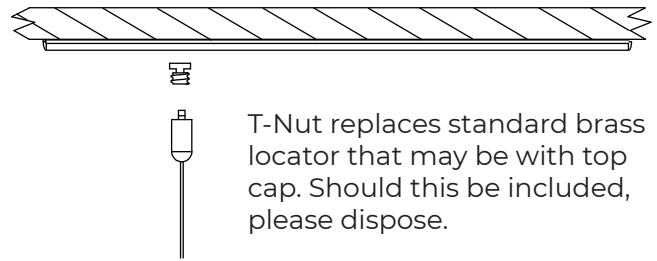 T-Nut replaces standard brass
locator that may be with top
cap. Should this be included,
please dispose.